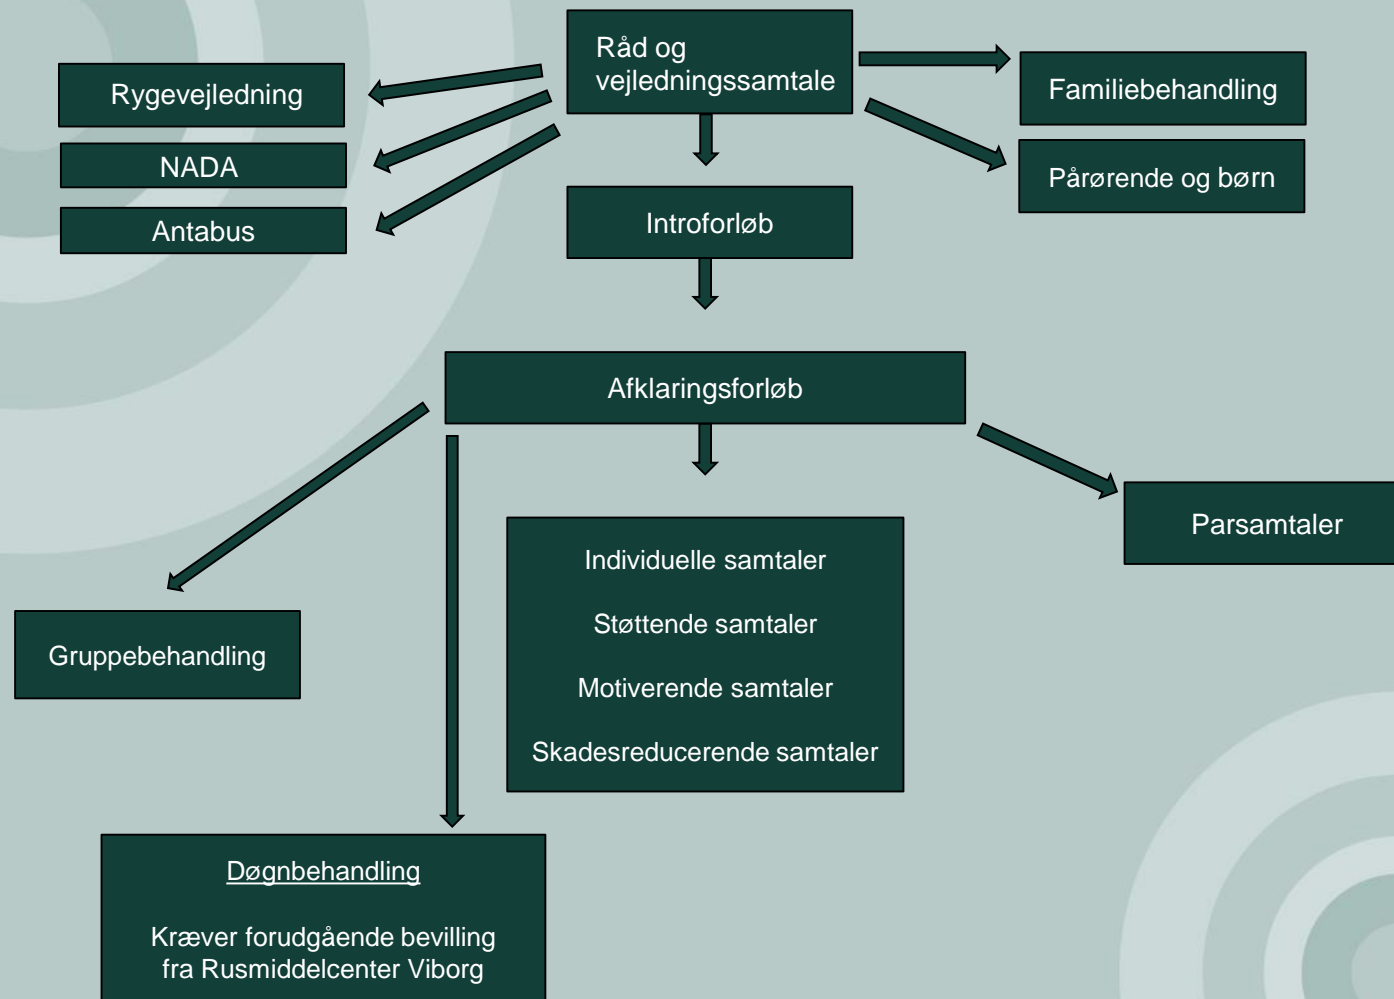 Råd og
vejledningssamtale
Rygevejledning
NADA
Antabus
Familiebehandling
Pårørende og børn
Introforløb
Afklaringsforløb
Parsamtaler
Individuelle samtaler
Støttende samtaler
Motiverende samtaler
Skadesreducerende samtaler
Gruppebehandling
Døgnbehandling
Kræver forudgående bevilling
fra Rusmiddelcenter Viborg